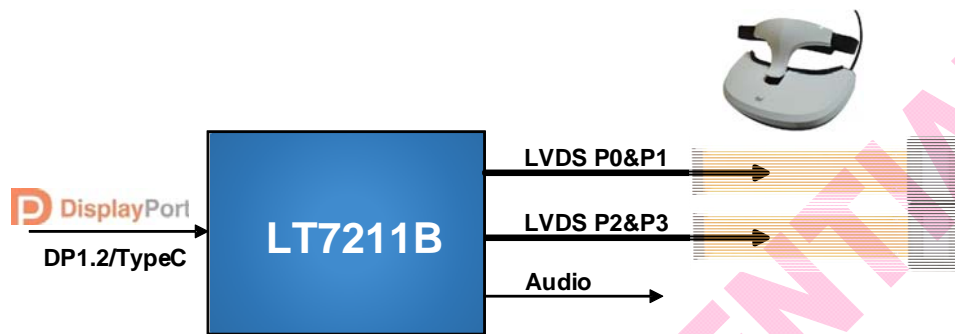 LVDS P0&P1
DisplayPort
LT7211B
LVDS P2&P3
DP1.2/TypeC
Audio